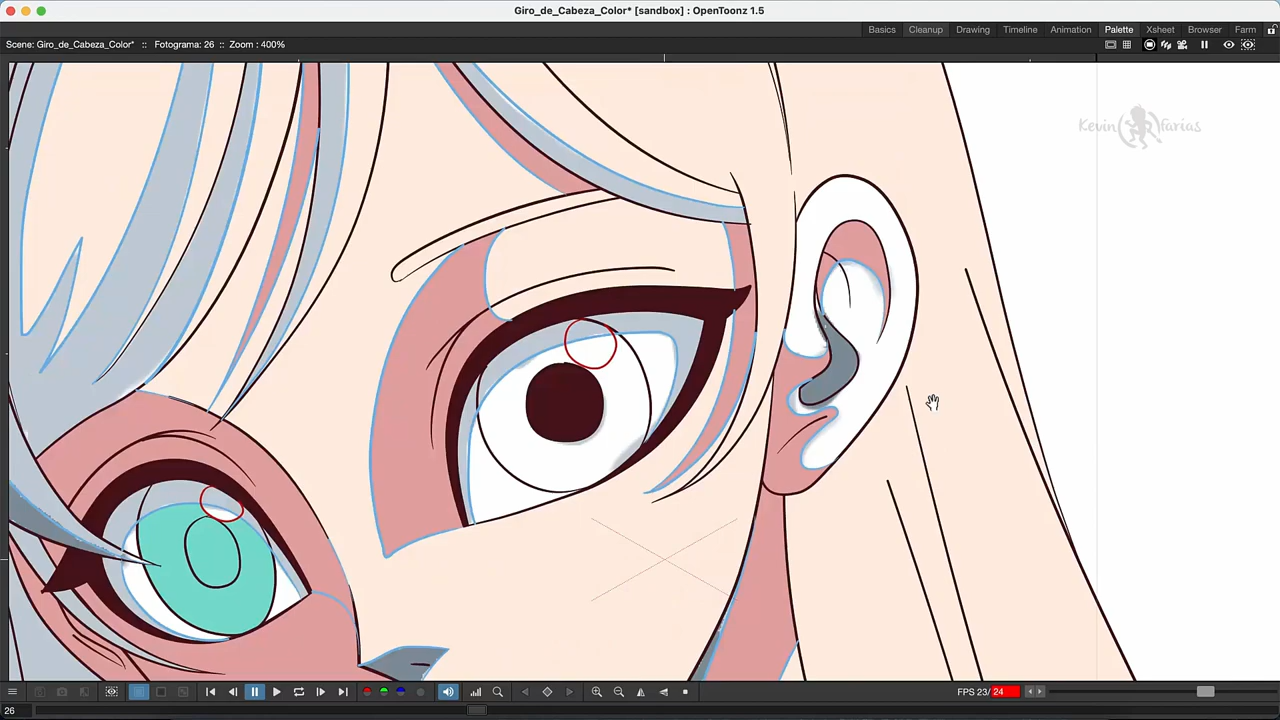 Giro_de_Cabeza_Color* [sandbox] : OpenToonz 1.5
Basics Cleanup Drawing Timeline Animation Palette Xsheet Browser Farm
Scene: Giro_de_Cabeza_Color* :: Fotograma: 26 :: Zoom : 400%
Kevin Farias
FPS 23/ 24
26